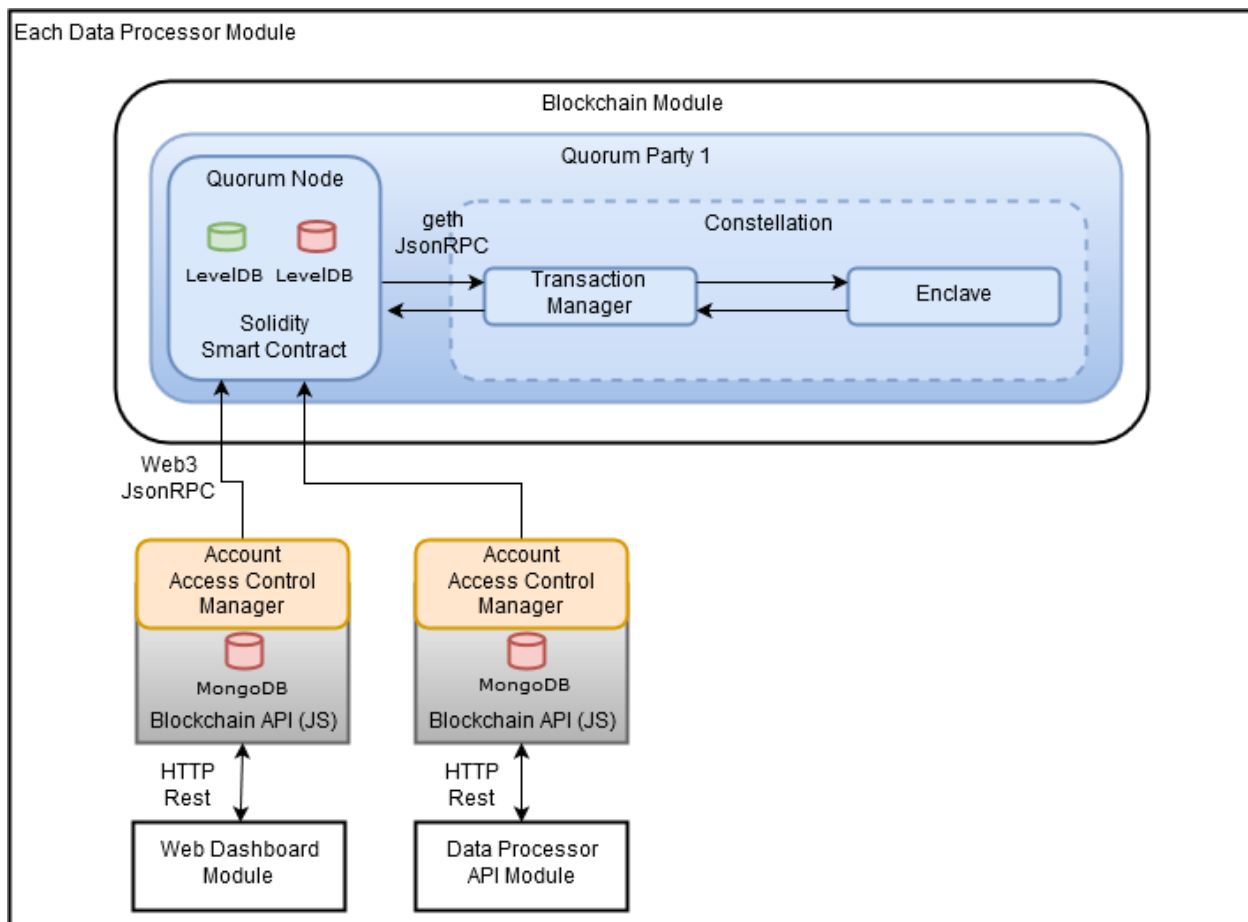 Each Data Processor Module
Blockchain Module
Quorum Party 1
Quorum Node
LevelDB
LevelDB
Solidity
Smart Contract
geth
JsonRPC
Constellation
Transaction
Manager
Enclave
Web3
JsonRPC
Account
Access Control
Manager
MongoDB
Blockchain API (JS)
Account
Access Control
Manager
MongoDB
Blockchain API (JS)
HTTP
Rest
HTTP
Rest
Web Dashboard
Module
Data Processor
API Module